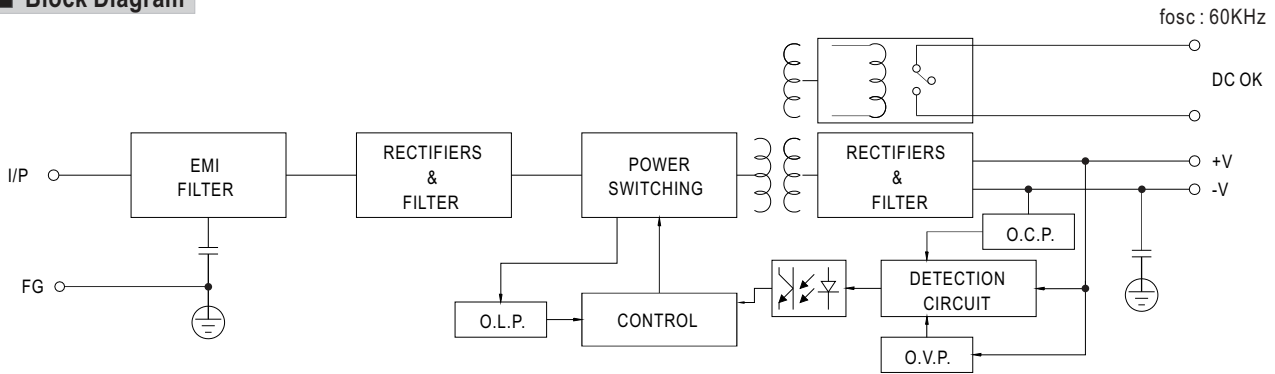 Block Diagram
fosc : 60KHz
DC OK
I/P
EMI
FILTER
RECTIFIERS
&
FILTER
POWER
SWITCHING
RECTIFIERS
&
FILTER
+V
-V
O.C.P.
FG
O.L.P.
CONTROL
DETECTION
CIRCUIT
O.V.P.